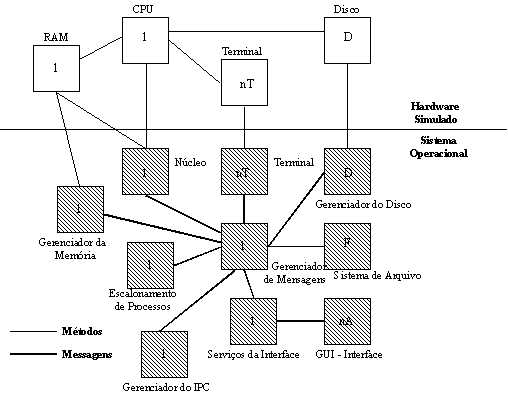 CPU
Disco
RAM
1
D
Terminal
1
nT
Hardware
Simulado
Sistema
Operacional
1
Núcleo
nT
Terminal
D
Gerenciador do Disco
1
Gerenciador da
Memória
1
F
Gerenciador
de Messagens
Sistema de Arquivo
1
Escalonamento
de Processos
Métodos
Messagens
1
Gerenciador do IPC
1
Serviços da Interface
nA
GUI - Interface